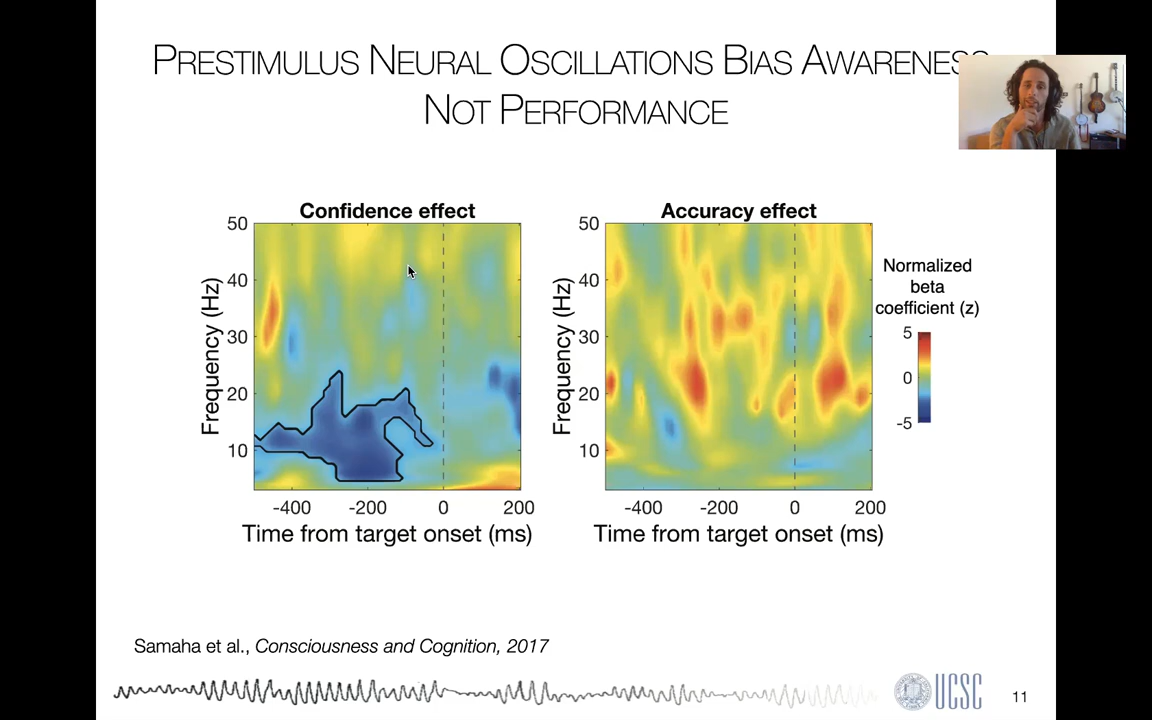 PRESTIMULUS NEURAL OSCILLATIONS BIAS AWARENESS
NOT PERFORMANCE
Confidence effect
Accuracy effect
50
40
30
20
10
Frequency (Hz)
-400
-200
0
200
Time from target onset (ms)
50
40
30
20
10
Frequency (Hz)
-400
-200
0
200
Time from target onset (ms)
Normalized
beta
coefficient (z)
5
0
-5
Samaha et al., Consciousness and Cognition, 2017
UCSC
11